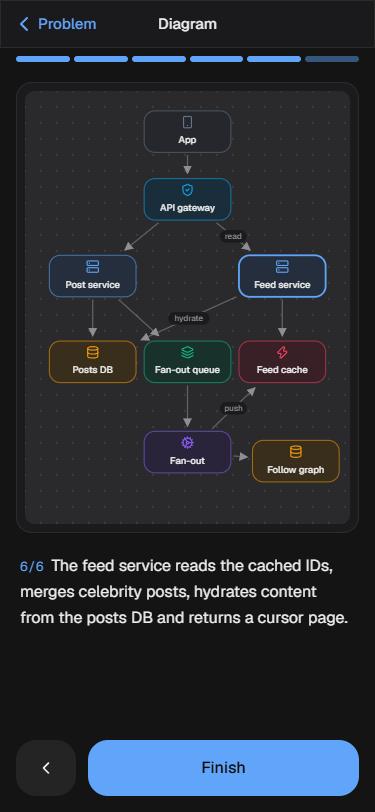 Problem
Diagram
App
API gateway
read
Post service
Feed service
hydrate
Posts DB
Fan-out queue
Feed cache
push
Fan-out
Follow graph
6/6 The feed service reads the cached IDs,
merges celebrity posts, hydrates content
from the posts DB and returns a cursor page.
Finish